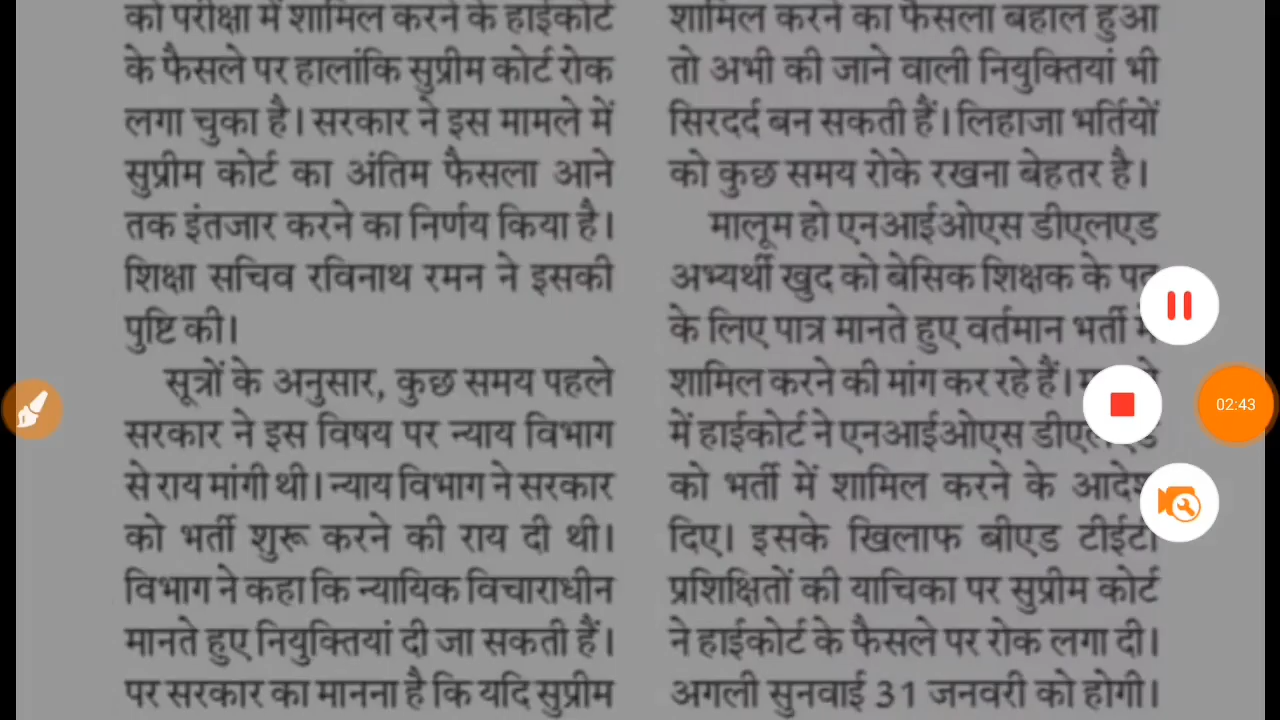 को परीक्षा में शामिल करने के हाईकोर्ट
के फैसले पर हालांकि सुप्रीम कोर्ट रोक
लगा चुका है। सरकार ने इस मामले में
सुप्रीम कोर्ट का अंतिम फैसला आने
तक इंतजार करने का निर्णय किया है।
शिक्षा सचिव रविनाथ रमन ने इसकी
पुष्टि की।
सूत्रों के अनुसार, कुछ समय पहले
सरकार ने इस विषय पर न्याय विभाग
से राय मांगी थी। न्याय विभाग ने सरकार
को भर्ती शुरू करने की राय दी थी।
विभाग ने कहा कि न्यायिक विचाराधीन
मानते हुए नियुक्तियां दी जा सकती हैं।
पर सरकार का मानना है कि यदि सुप्रीम
शामिल करने का फैसला बहाल हुआ
तो अभी की जाने वाली नियुक्तियां भी
सिरदर्द बन सकती हैं। लिहाजा भर्तियों
को कुछ समय रोके रखना बेहतर है।
मालूम हो एनआईओएस डीएलएड
अभ्यर्थी खुद को बेसिक शिक्षक के
के लिए पात्र मानते हुए वर्तमान भर्ती
शामिल करने की मांग कर रहे हैं।
में हाईकोर्ट ने एनआईओएस
को भर्ती में शामिल करने के
दिए। इसके खिलाफ बीएड टीईटी
प्रशिक्षितों की याचिका पर सुप्रीम कोर्ट
ने हाईकोर्ट के फैसले पर रोक लगा दी।
अगली सुनवाई 31 जनवरी को होगी।
02:43